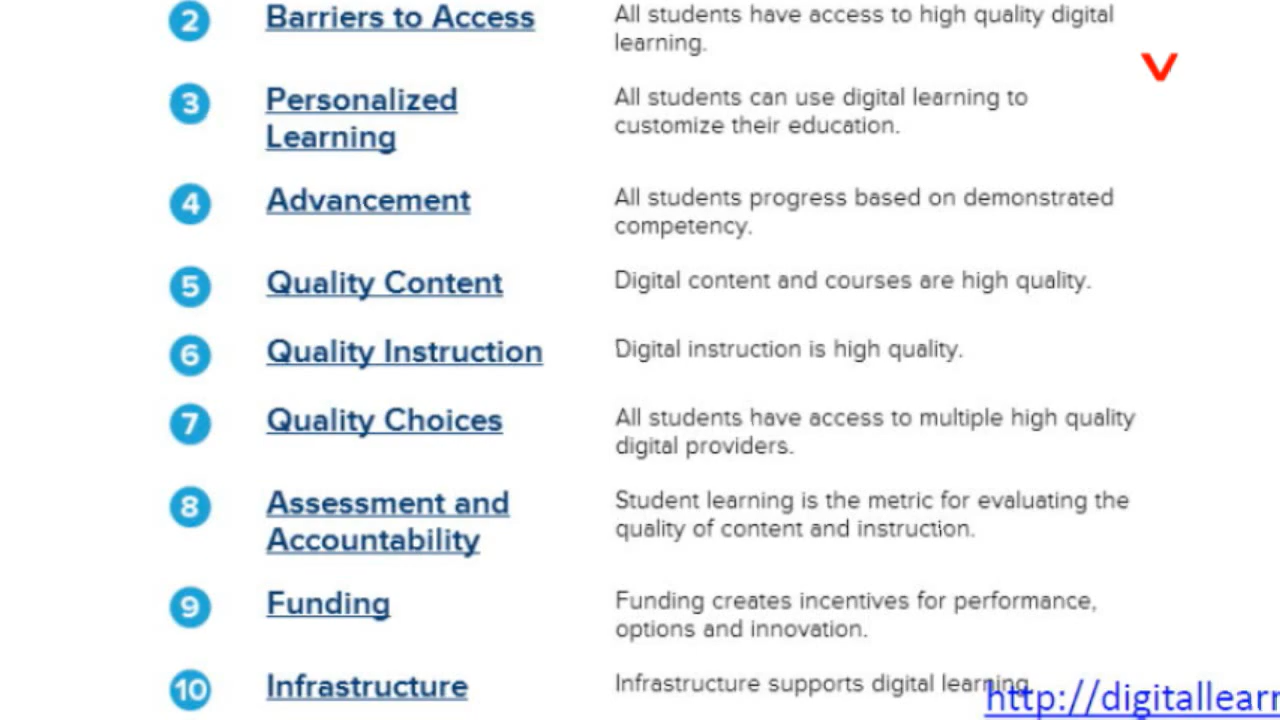 2 Barriers to Access All students have access to high quality digital
learning.
3 Personalized All students can use digital learning to
Learning customize their education.
4 Advancement All students progress based on demonstrated
competency.
5 Quality Content Digital content and courses are high quality.
6 Quality Instruction Digital instruction is high quality.
7 Quality Choices All students have access to multiple high quality
digital providers.
8 Assessment and Student learning is the metric for evaluating the
Accountability quality of content and instruction.
9 Funding Funding creates incentives for performance,
options and innovation.
10 Infrastructure Infrastructure supports digital learning
http://digitallearn
V